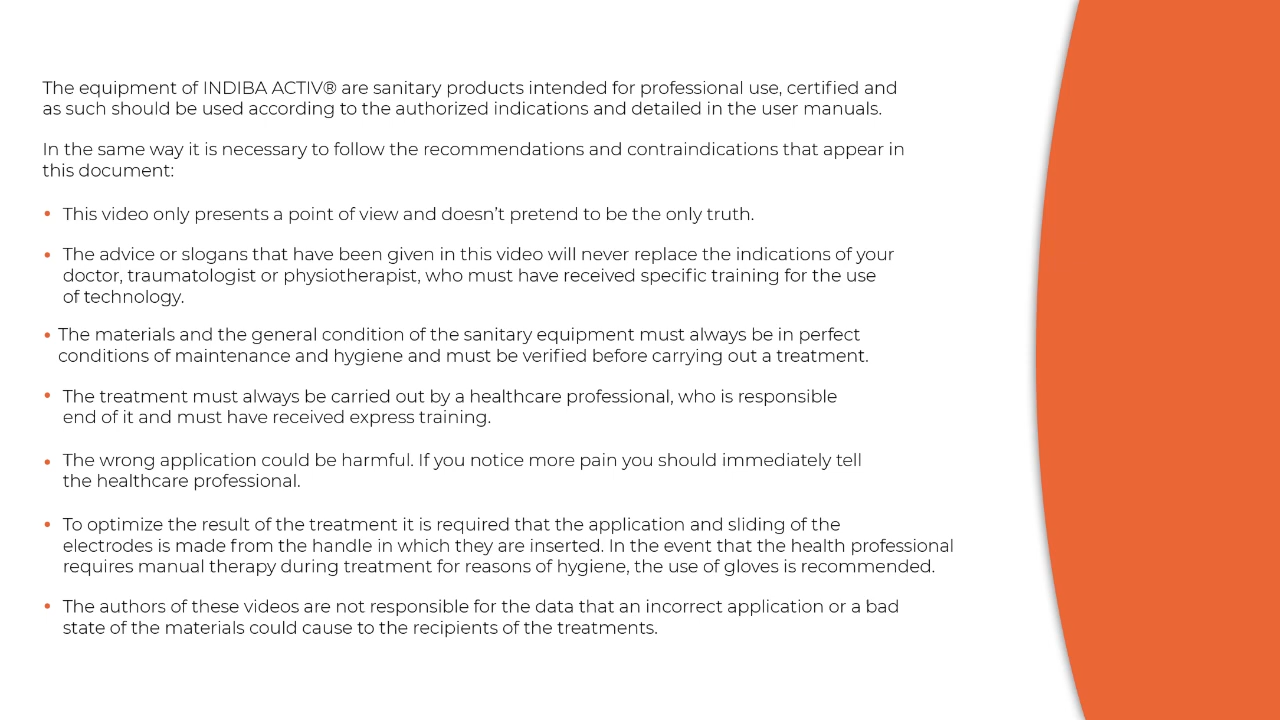 The equipment of INDIBA ACTIV® are sanitary products intended for professional use, certified and
as such should be used according to the authorized indications and detailed in the user manuals.
In the same way it is necessary to follow the recommendations and contraindications that appear in
this document:
• This video only presents a point of view and doesn’t pretend to be the only truth.
• The advice or slogans that have been given in this video will never replace the indications of your
doctor, traumatologist or physiotherapist, who must have received specific training for the use
of technology.
• The materials and the general condition of the sanitary equipment must always be in perfect
conditions of maintenance and hygiene and must be verified before carrying out a treatment.
• The treatment must always be carried out by a healthcare professional, who is responsible
end of it and must have received express training.
• The wrong application could be harmful. If you notice more pain you should immediately tell
the healthcare professional.
• To optimize the result of the treatment it is required that the application and sliding of the
electrodes is made from the handle in which they are inserted. In the event that the health professional
requires manual therapy during treatment for reasons of hygiene, the use of gloves is recommended.
• The authors of these videos are not responsible for the data that an incorrect application or a bad
state of the materials could cause to the recipients of the treatments.